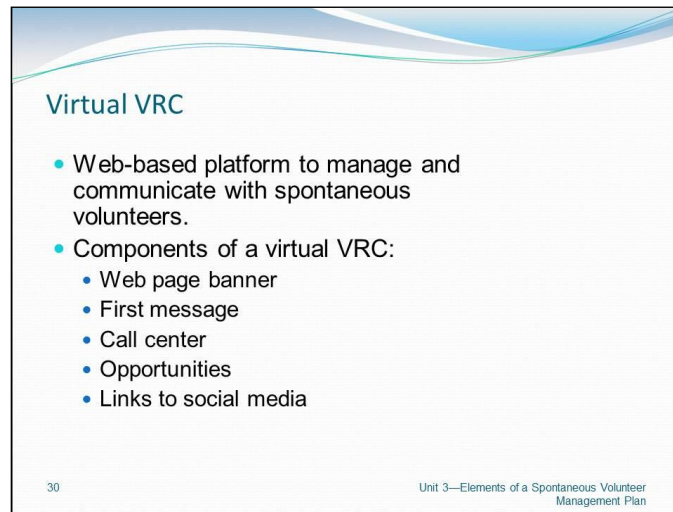 Virtual VRC
• Web-based platform to manage and
communicate with spontaneous
volunteers.
• Components of a virtual VRC:
• Web page banner
• First message
• Call center
• Opportunities
• Links to social media
30
Unit 3—Elements of a Spontaneous Volunteer
Management Plan